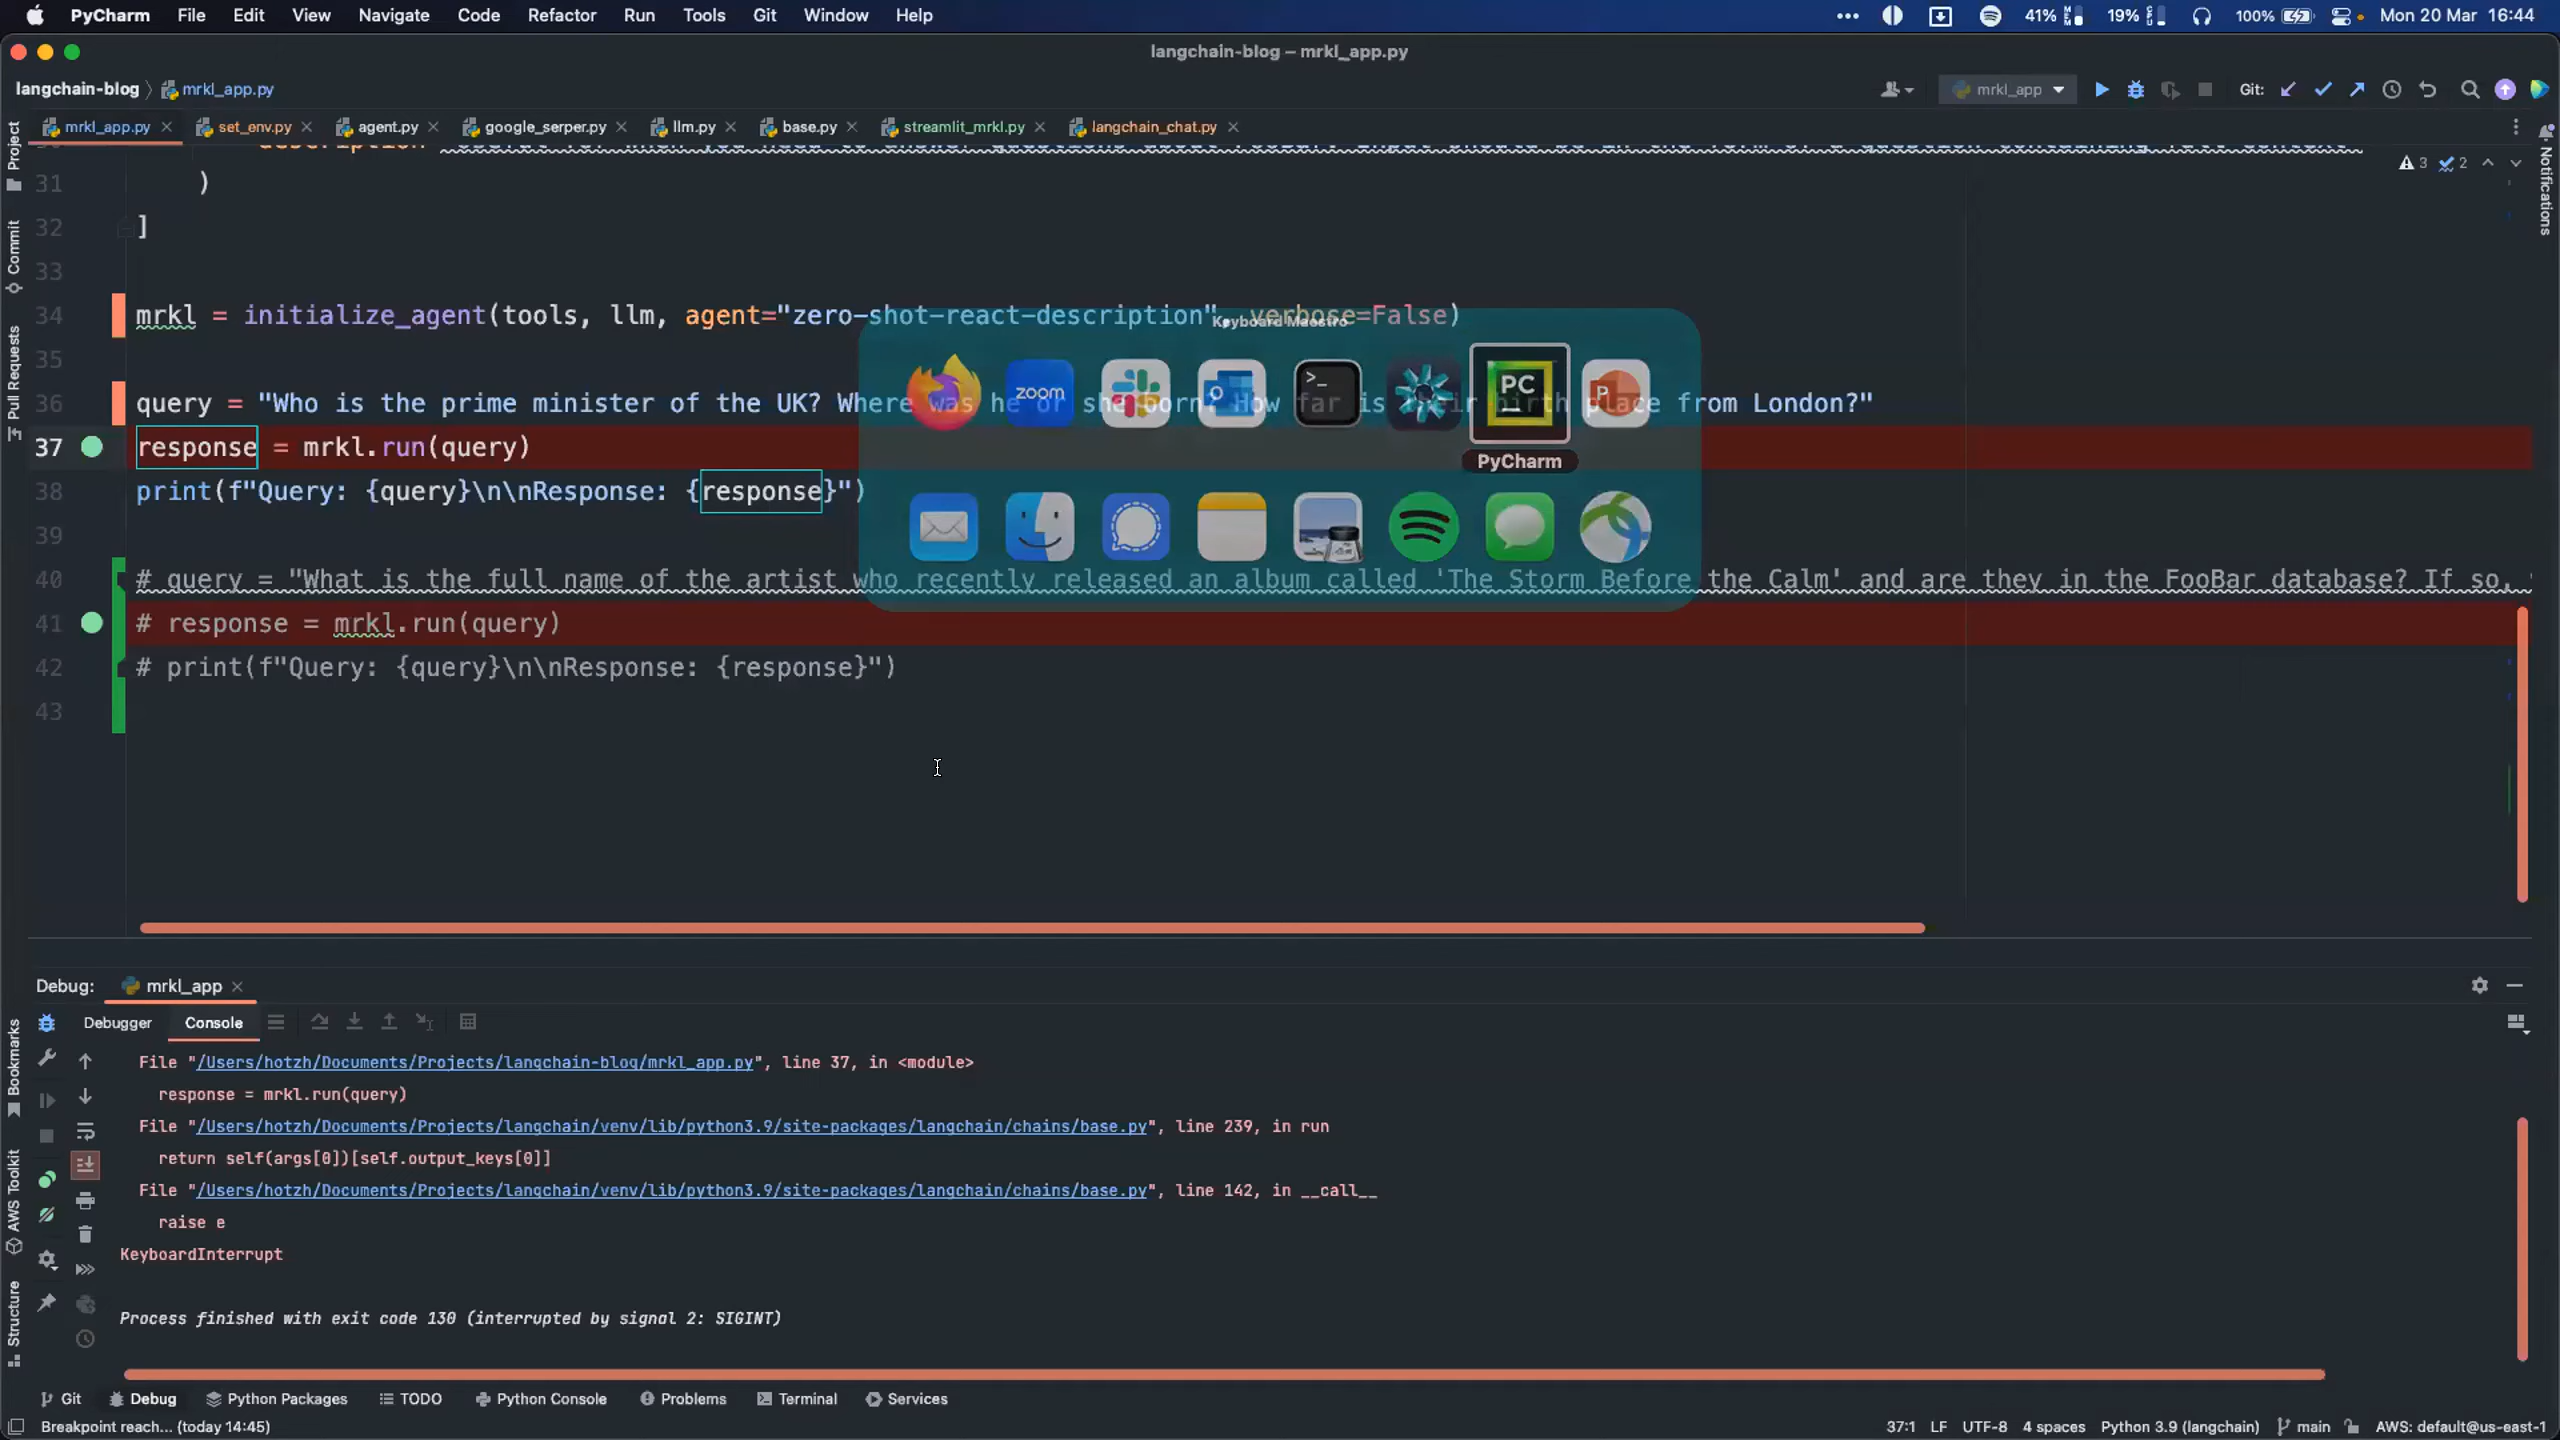 PyCharm File Edit View Navigate Code Refactor Run Tools Git Window Help 41% 19% 100% Mon 20 Mar 16:44
langchain-blog – mrkl_app.py
langchain-blog mrkl_app.py mrkl_app Git:
mrkl_app.py set_env.py agent.py google_serper.py llm.py base.py streamlit_mrkl.py langchain_chat.py
3 2
31 )
32 ]
33
34 mrkl = initialize_agent(tools, llm, agent="zero-shot-react-description", verbose=False)
Keyboard Maestro
35
36 query = "Who is the prime minister of the UK? Where was he or she born? How far is their birth place from London?"
zoom
PC
PyCharm
37 response = mrkl.run(query)
38 print(f"Query: {query}\n\nResponse: {response}")
39
40 # query = "What is the full name of the artist who recently released an album called 'The Storm Before the Calm' and are they in the FooBar database? If so,
41 # response = mrkl.run(query)
42 # print(f"Query: {query}\n\nResponse: {response}")
43
Project
Commit
Pull Requests
Bookmarks
AWS Toolkit
Structure
Notifications
Debug: mrkl_app
Debugger Console
File "/Users/hotzh/Documents/Projects/langchain-blog/mrkl_app.py", line 37, in <module>
response = mrkl.run(query)
File "/Users/hotzh/Documents/Projects/langchain/venv/lib/python3.9/site-packages/langchain/chains/base.py", line 239, in run
return self(args[0])[self.output_keys[0]]
File "/Users/hotzh/Documents/Projects/langchain/venv/lib/python3.9/site-packages/langchain/chains/base.py", line 142, in __call__
raise e
KeyboardInterrupt
Process finished with exit code 130 (interrupted by signal 2: SIGINT)
Git Debug Python Packages TODO Python Console Problems Terminal Services
Breakpoint reach... (today 14:45) 37:1 LF UTF-8 4 spaces Python 3.9 (langchain) main AWS: default@us-east-1